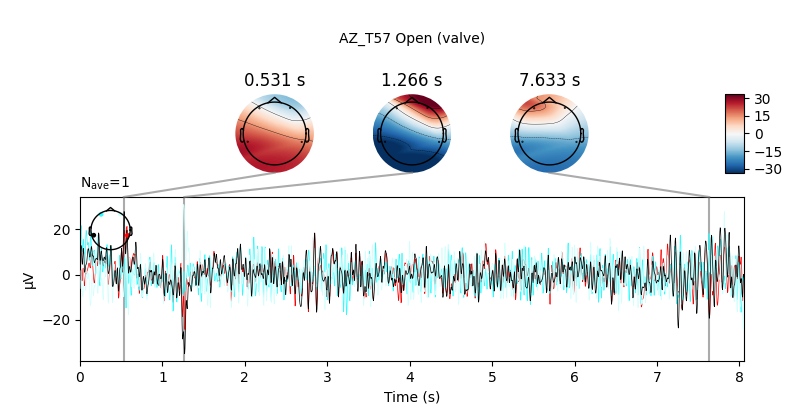 AZ_T57 Open (valve)
0.531 s 1.266 s 7.633 s
30
15
0
−15
−30
Nave=1
20
0
−20
µV
0 1 2 3 4 5 6 7 8
Time (s)